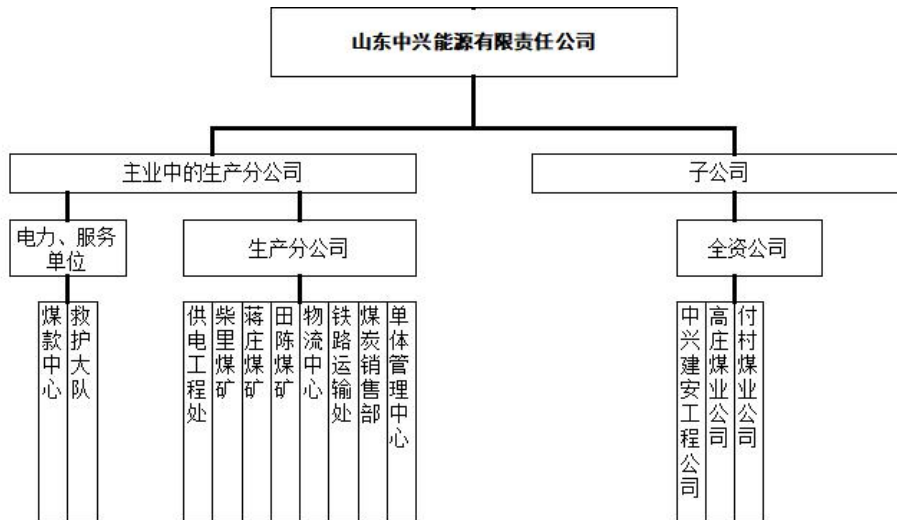 山东中兴能源有限责任公司
主业中的生产分公司
子公司
电力、服务
单位
生产分公司
全资公司
煤款中心
救护大队
供电工程处
柴里煤矿
蒋庄煤矿
田陈煤矿
物流中心
铁路运输处
煤炭销售部
单体管理中心
中兴建安工程公司
高庄煤业公司
付村煤业公司